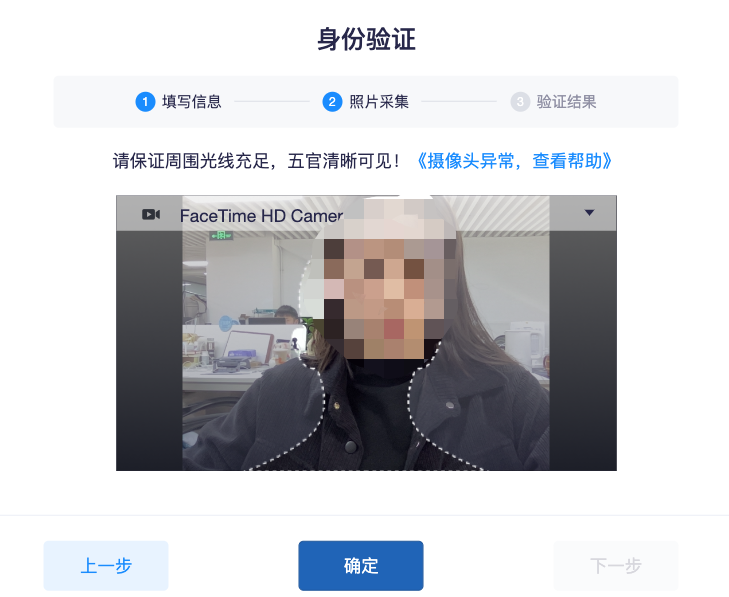 身份验证
1 填写信息 2 照片采集 3 验证结果
请保证周围光线充足，五官清晰可见！《摄像头异常，查看帮助》
FaceTime HD Camer
上一步 确定 下一步